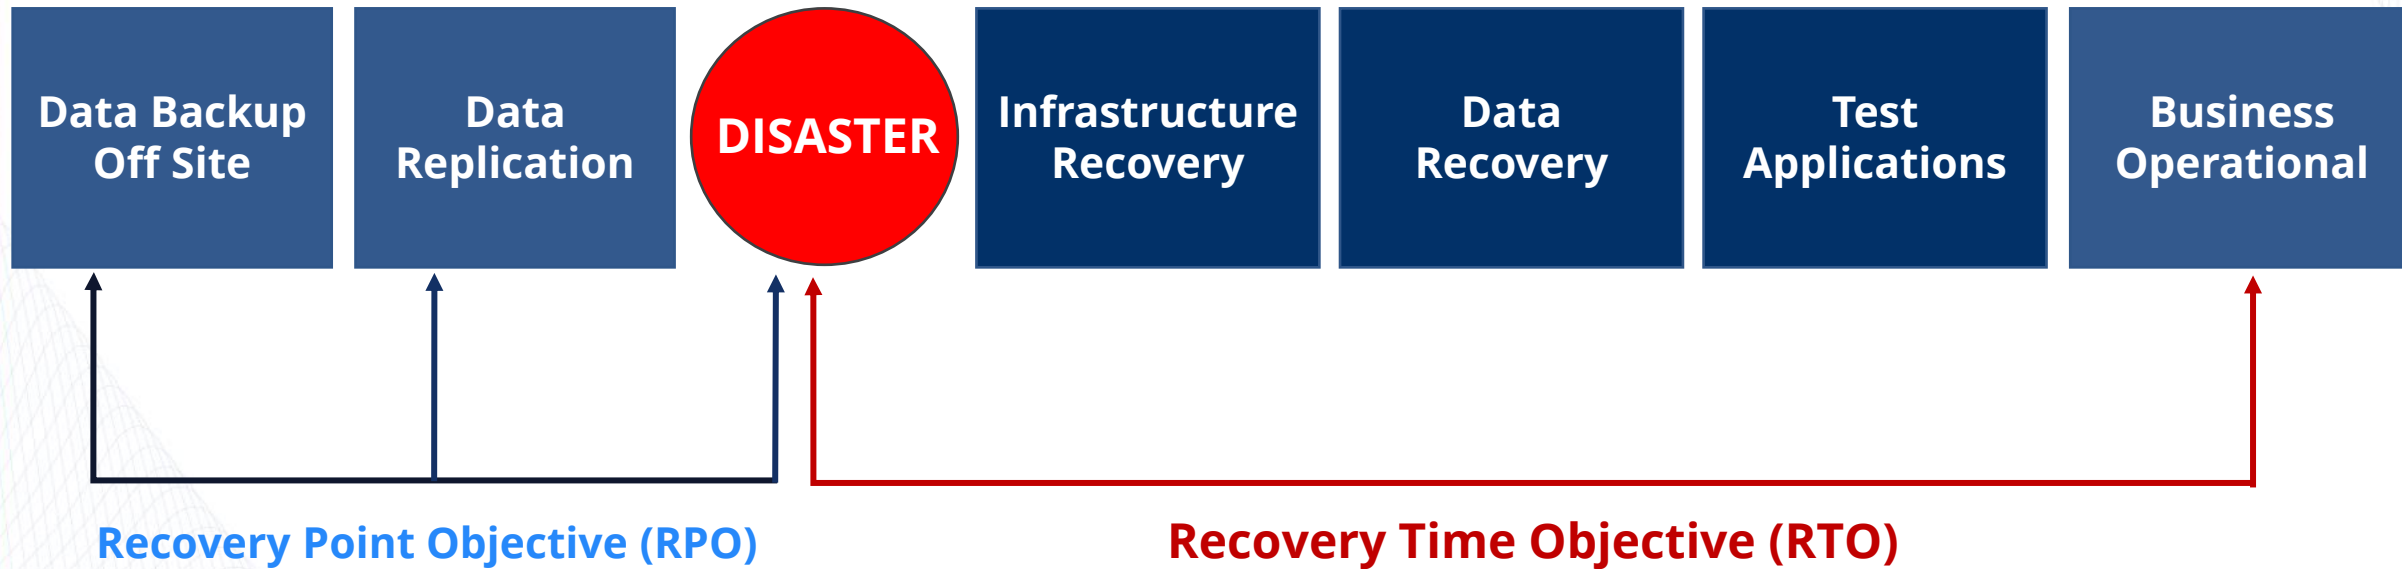 Data Backup
Off Site
Data
Replication
DISASTER
Infrastructure
Recovery
Data
Recovery
Test
Applications
Business
Operational
Recovery Point Objective (RPO)
Recovery Time Objective (RTO)